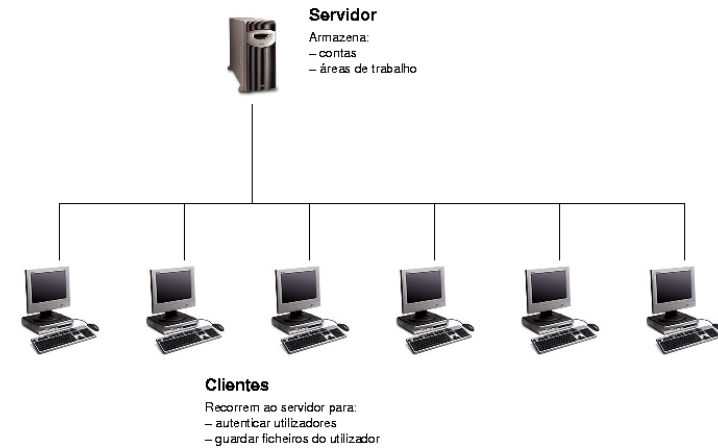 Servidor
Armazena:
– contas
– áreas de trabalho
Clientes
Recorrem ao servidor para:
– autenticar utilizadores
– guardar ficheiros do utilizador